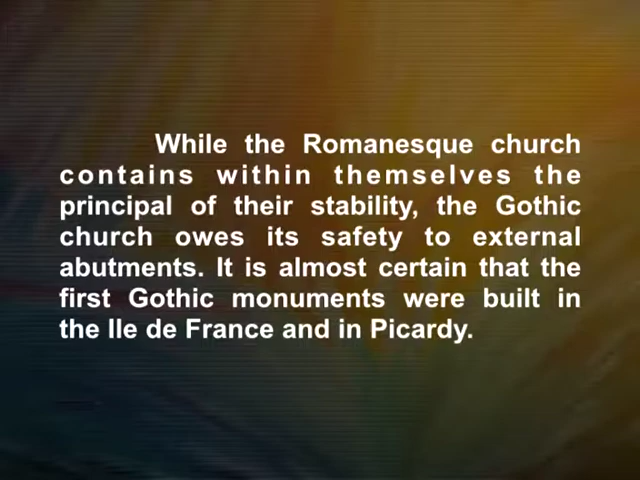 While the Romanesque church
contains within themselves the
principal of their stability, the Gothic
church owes its safety to external
abutments. It is almost certain that the
first Gothic monuments were built in
the Ile de France and in Picardy.